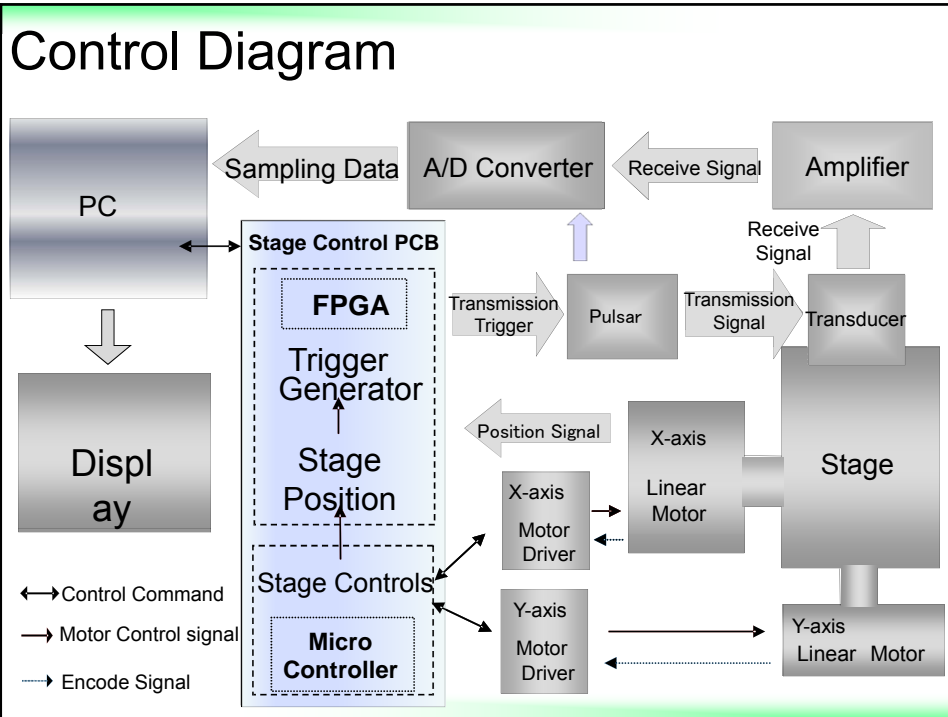 Control Diagram
PC
Sampling Data
A/D Converter
Receive Signal
Amplifier
Receive
Signal
Stage Control PCB
FPGA
Trigger
Generator
Stage
Position
Transmission
Trigger
Pulsar
Transmission
Signal
Transducer
Displ
ay
Position Signal
X-axis
Linear
Motor
Stage
X-axis
Motor
Driver
Stage Controls
Micro
Controller
Y-axis
Motor
Driver
Y-axis
Linear Motor
Control Command
Motor Control signal
Encode Signal